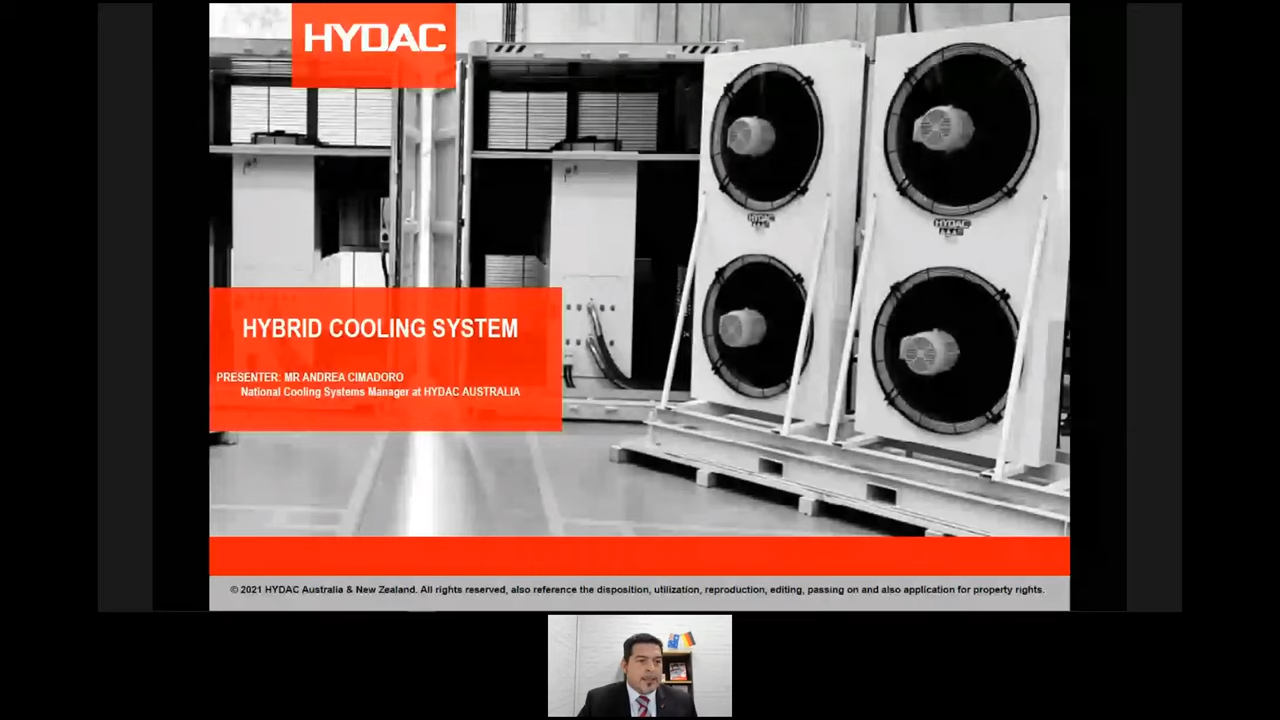 HYDAC
HYDAC
HYDAC
HYBRID COOLING SYSTEM
PRESENTER: MR ANDREA CIMADORO
National Cooling Systems Manager at HYDAC AUSTRALIA
© 2021 HYDAC Australia & New Zealand. All rights reserved, also reference the disposition, utilization, reproduction, editing, passing on and also application for property rights.